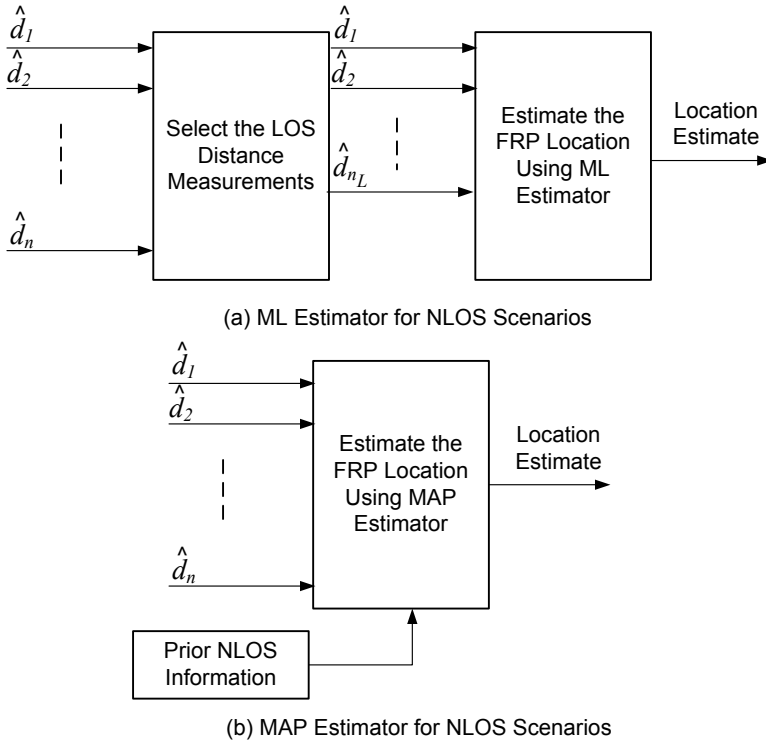 d̂₁
d̂₁
d̂₂
d̂₂
Select the LOS
Distance
Measurements
Estimate the
FRP Location
Using ML
Estimator
Location
Estimate
d̂ₙ_L
d̂ₙ
(a) ML Estimator for NLOS Scenarios
d̂₁
d̂₂
Estimate the
FRP Location
Using MAP
Estimator
Location
Estimate
d̂ₙ
Prior NLOS
Information
(b) MAP Estimator for NLOS Scenarios